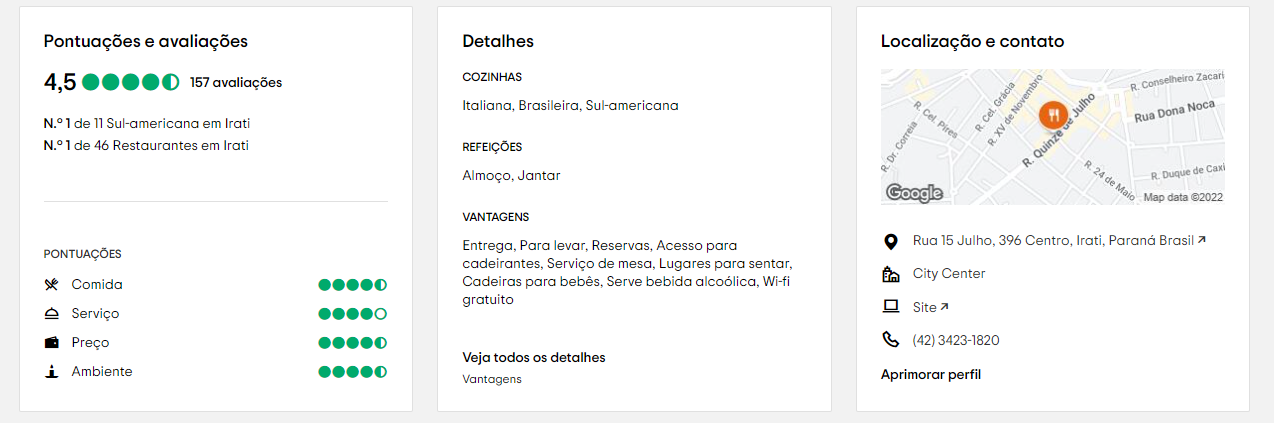 Pontuações e avaliações
4,5 157 avaliações
N.º 1 de 11 Sul-americana em Irati
N.º 1 de 46 Restaurantes em Irati
PONTUAÇÕES
Comida
Serviço
Preço
Ambiente
Detalhes
COZINHAS
Italiana, Brasileira, Sul-americana
REFEIÇÕES
Almoço, Jantar
VANTAGENS
Entrega, Para levar, Reservas, Acesso para
cadeirantes, Serviço de mesa, Lugares para sentar,
Cadeiras para bebês, Serve bebida alcoólica, Wi-fi
gratuito
Veja todos os detalhes
Vantagens
Localização e contato
R. Conselheiro Zacari
R. Cel. Grácia
R. XV de Novembro
R. Cel. Pires
R. Dr. Correia
Rua Dona Noca
R. Quinze de Julho
R. 24 de Maio
R. Duque de Caxi
Google
Map data ©2022
Rua 15 Julho, 396 Centro, Irati, Paraná Brasil
City Center
Site
(42) 3423-1820
Aprimorar perfil